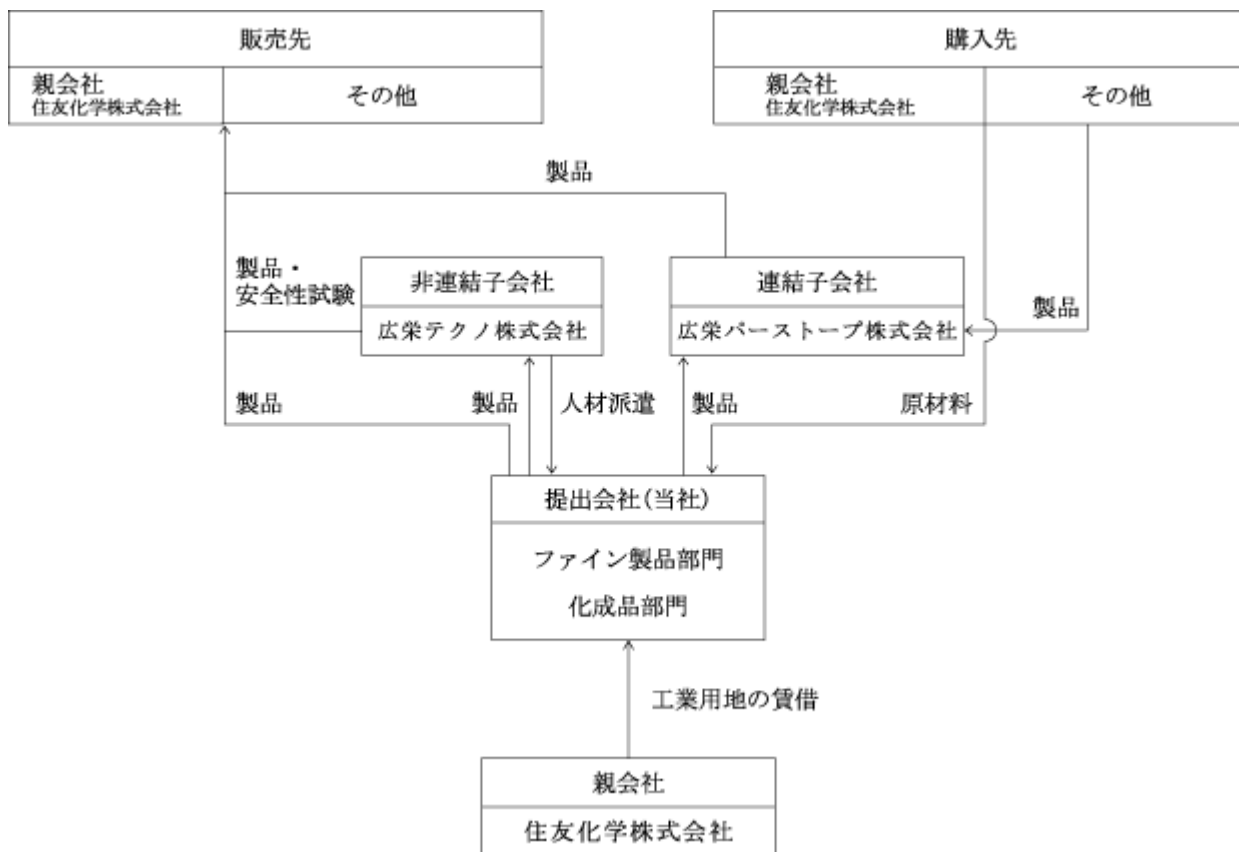 販売先
親会社
住友化学株式会社
その他
購入先
親会社
住友化学株式会社
その他
製品
製品・
安全性試験
非連結子会社
広栄テクノ株式会社
連結子会社
広栄パーストープ株式会社
製品
製品
製品
人材派遣
製品
原材料
提出会社(当社)
ファイン製品部門
化成品部門
工業用地の賃借
親会社
住友化学株式会社